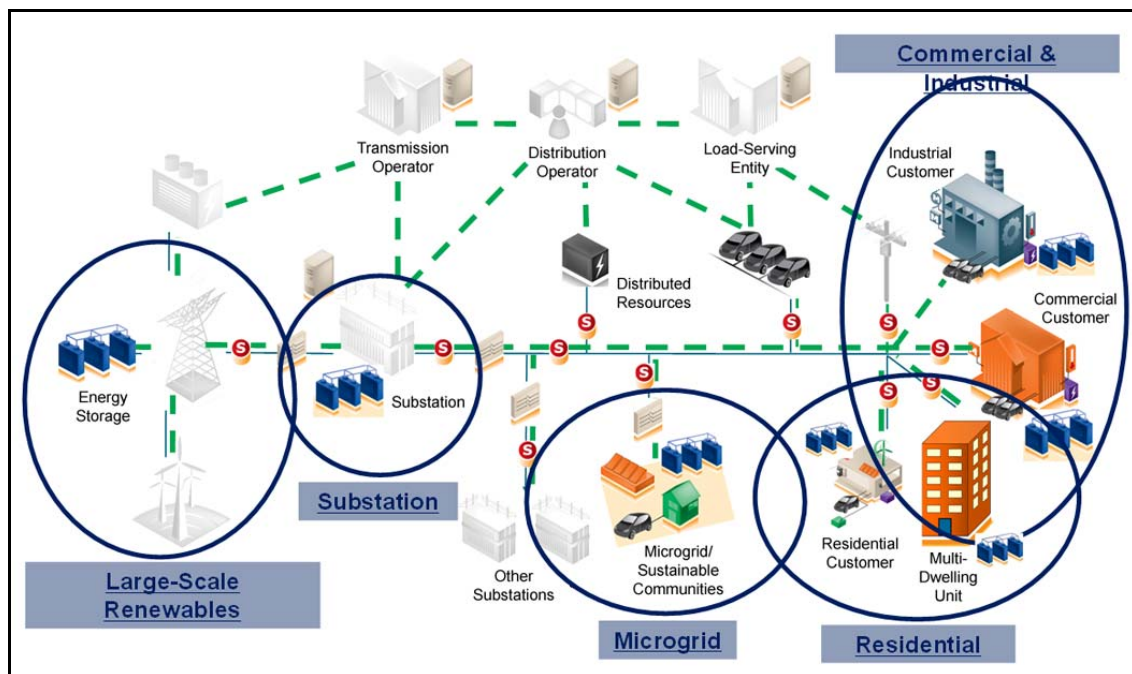 Commercial &
Industrial
Transmission
Operator
Distribution
Operator
Load-Serving
Entity
Industrial
Customer
Distributed
Resources
Commercial
Customer
S
S
S
S
S
S
S
S
S
S
S
S
Energy
Storage
Substation
Substation
Large-Scale
Renewables
Other
Substations
Microgrid/
Sustainable
Communities
Microgrid
Residential
Customer
Multi-
Dwelling
Unit
Residential